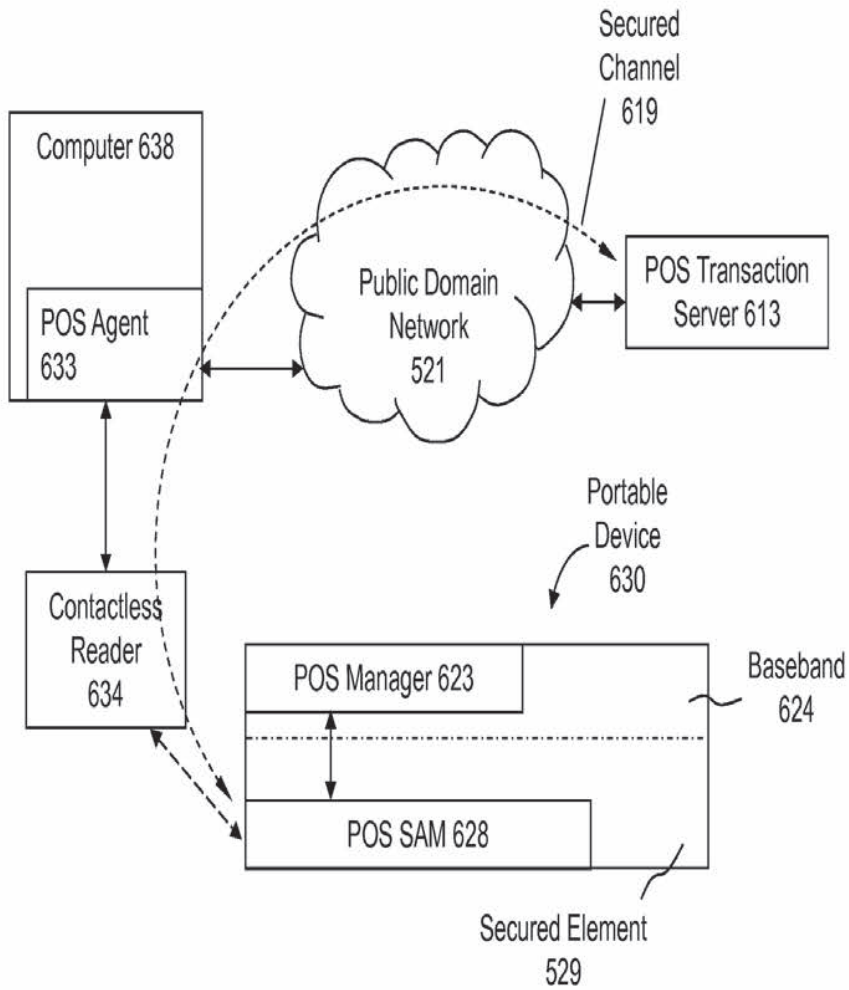 Secured
Channel
619
Computer 638
POS Agent
633
Public Domain
Network
521
POS Transaction
Server 613
Portable
Device
630
Contactless
Reader
634
POS Manager 623
Baseband
624
POS SAM 628
Secured Element
529